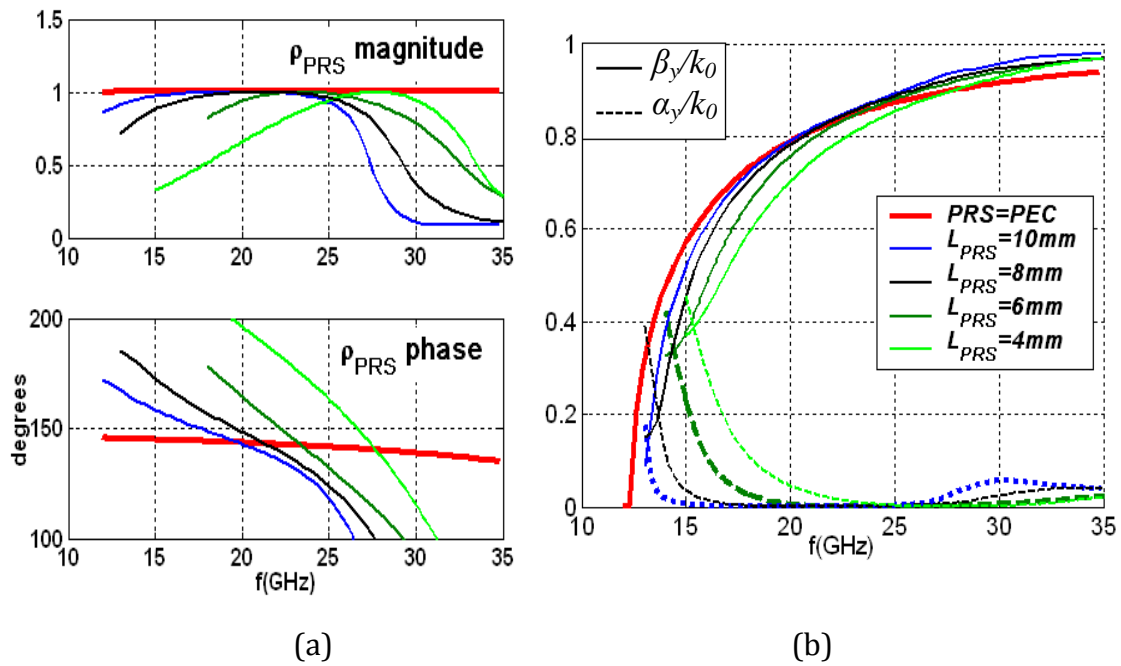 1.5
1
0.5
0
ρPRS magnitude
10 15 20 25 30 35
200
150
100
degrees
ρPRS phase
10 15 20 25 30 35
f(GHz)
(a)
1
0.8
0.6
0.4
0.2
0
βy/k0
αy/k0
PRS=PEC
LPRS=10mm
LPRS=8mm
LPRS=6mm
LPRS=4mm
10 15 20 25 30 35
f(GHz)
(b)